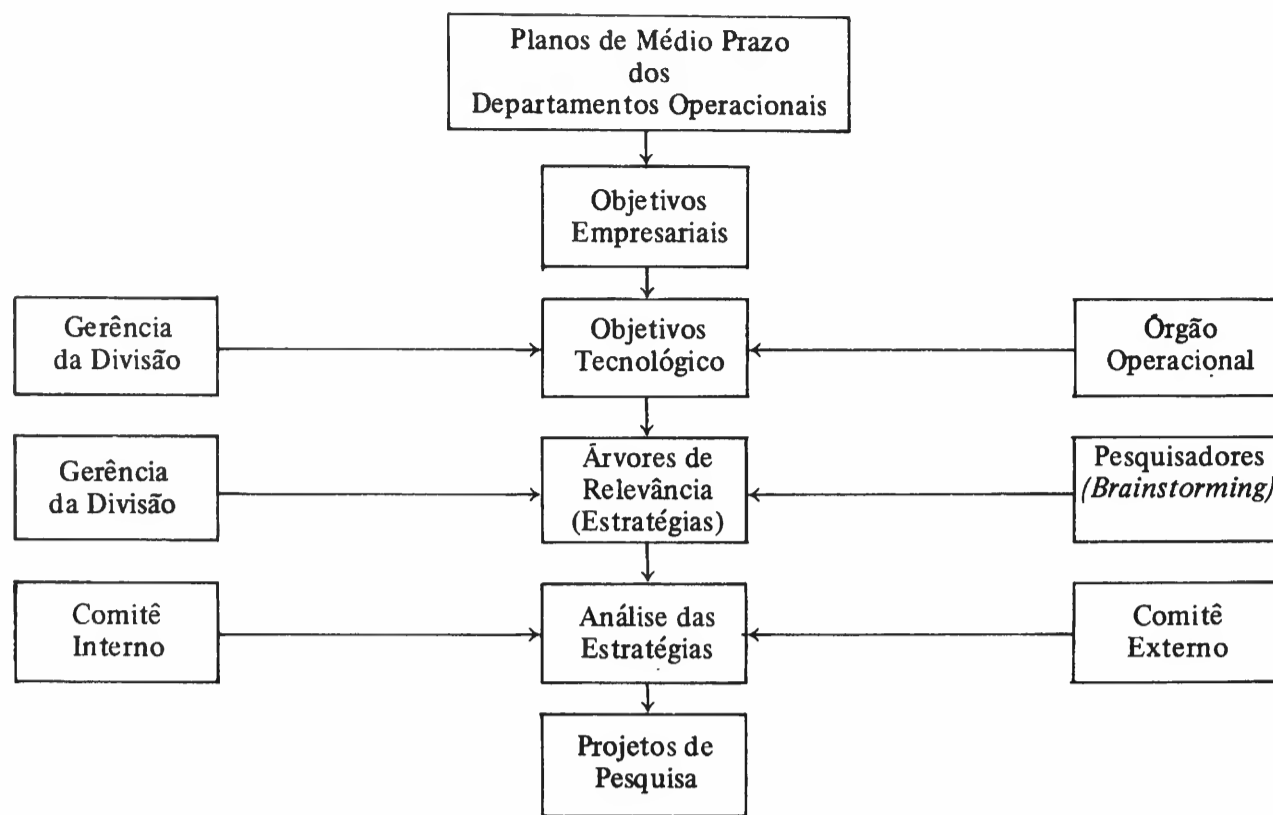 Planos de Médio Prazo
dos
Departamentos Operacionais
Objetivos
Empresariais
Gerência
da Divisão
Objetivos
Tecnológico
Órgão
Operacional
Gerência
da Divisão
Árvores de
Relevância
(Estratégias)
Pesquisadores
(Brainstorming)
Comitê
Interno
Análise das
Estratégias
Comitê
Externo
Projetos de
Pesquisa